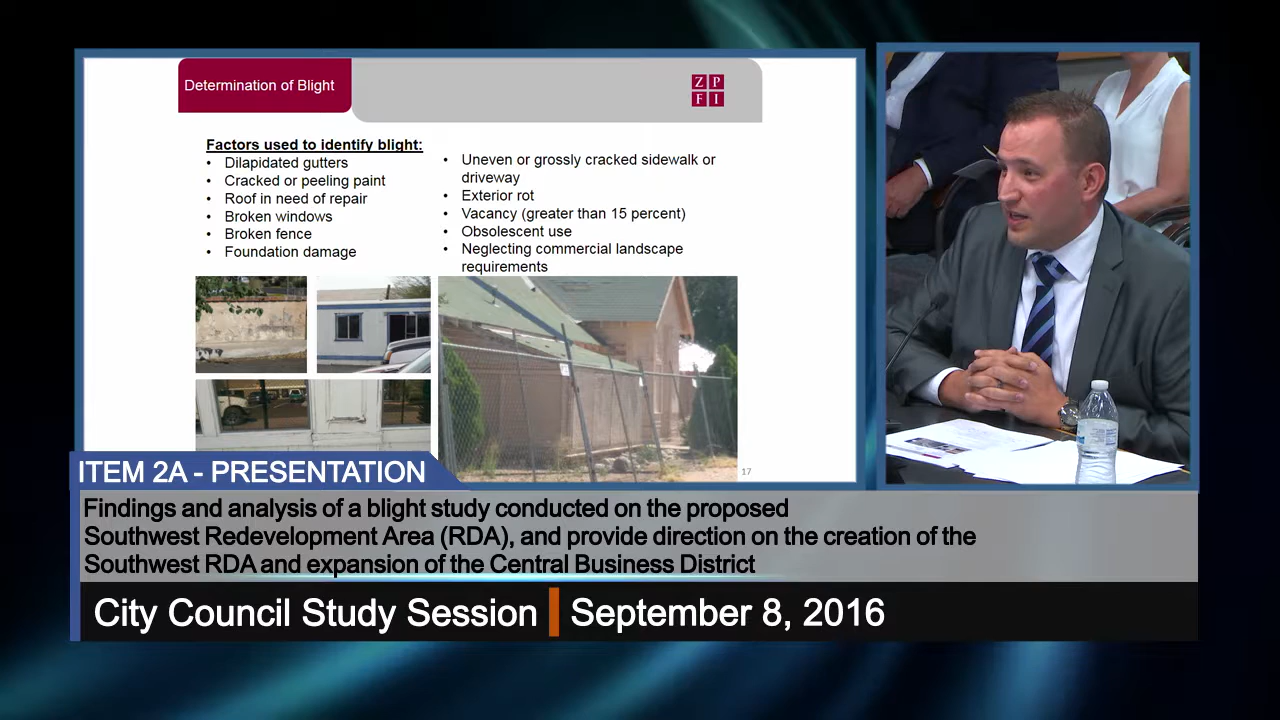 Determination of Blight
Z P
F I
Factors used to identify blight:
• Dilapidated gutters
• Cracked or peeling paint
• Roof in need of repair
• Broken windows
• Broken fence
• Foundation damage
• Uneven or grossly cracked sidewalk or
driveway
• Exterior rot
• Vacancy (greater than 15 percent)
• Obsolescent use
• Neglecting commercial landscape
requirements
17
ITEM 2A - PRESENTATION
Findings and analysis of a blight study conducted on the proposed
Southwest Redevelopment Area (RDA), and provide direction on the creation of the
Southwest RDA and expansion of the Central Business District
City Council Study Session
September 8, 2016